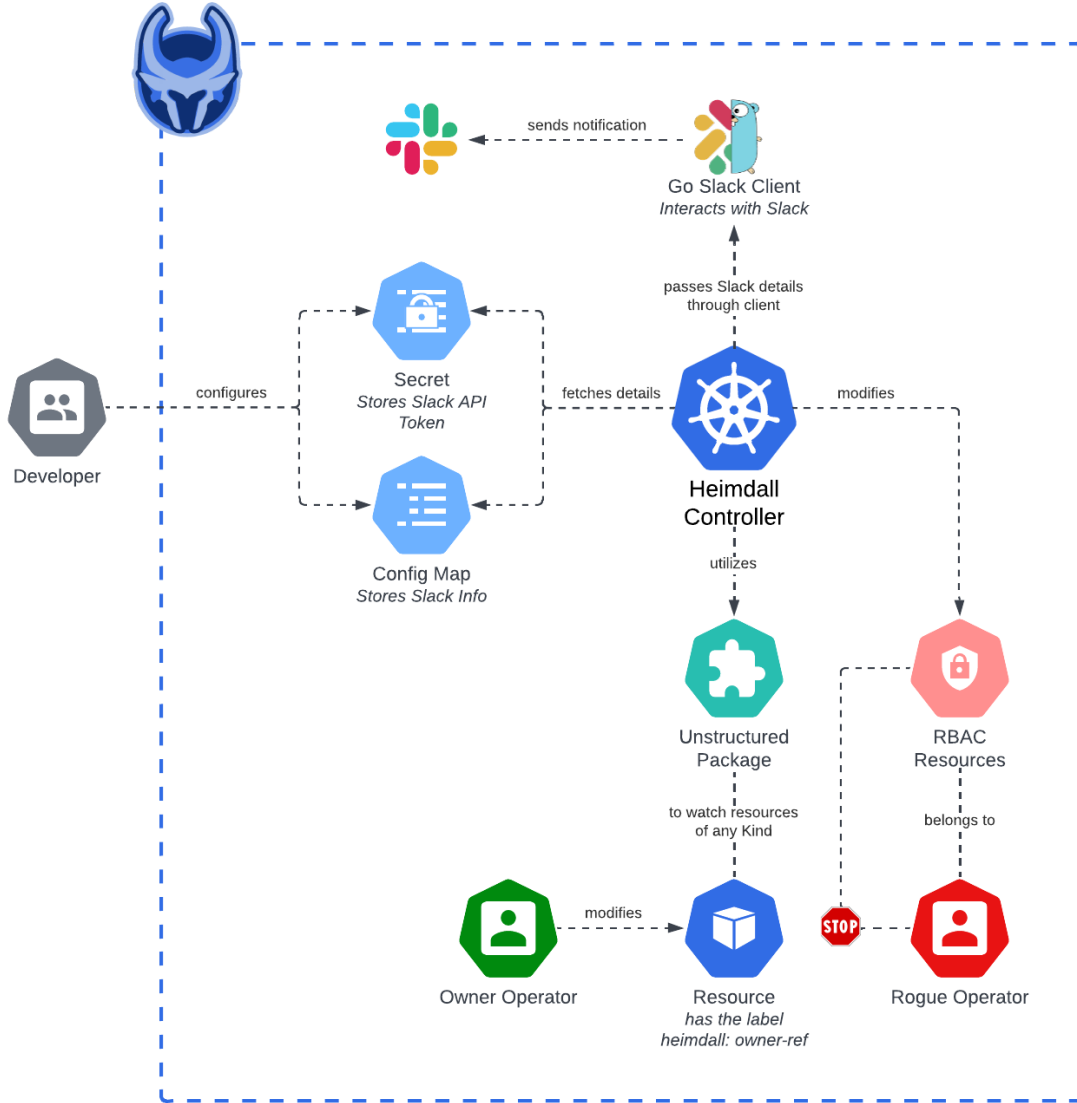 sends notification
Go Slack Client
Interacts with Slack
passes Slack details
through client
Secret
Stores Slack API
Token
configures
fetches details
modifies
Developer
Heimdall
Controller
Config Map
Stores Slack Info
utilizes
Unstructured
Package
RBAC
Resources
to watch resources
of any Kind
belongs to
modifies
STOP
Owner Operator
Resource
has the label
heimdall: owner-ref
Rogue Operator